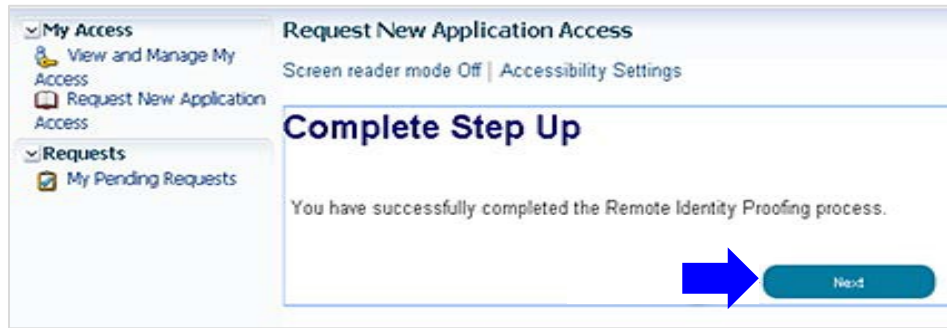 My Access
View and Manage My
Access
Request New Application
Access
Requests
My Pending Requests
Request New Application Access
Screen reader mode Off | Accessibility Settings
Complete Step Up
You have successfully completed the Remote Identity Proofing process.
Next